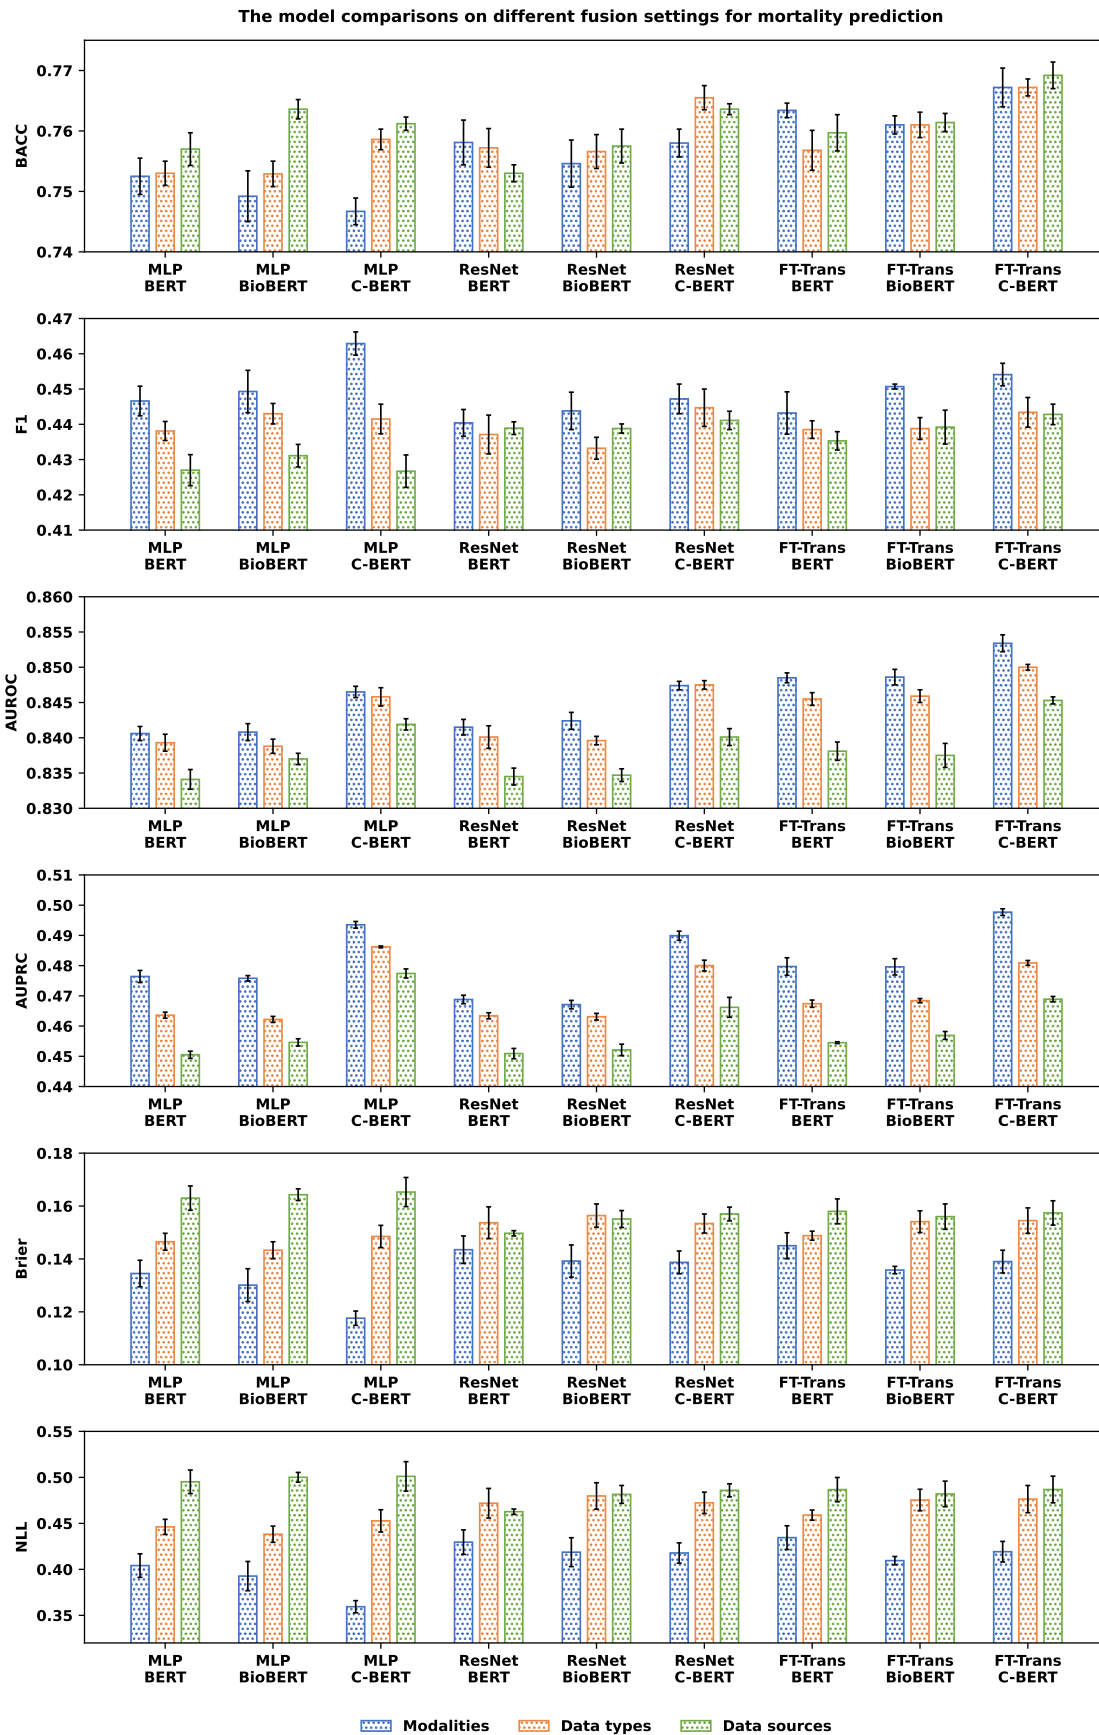 The model comparisons on different fusion settings for mortality prediction
BACC
0.77
0.76
0.75
0.74
MLP BERT
MLP BioBERT
MLP C-BERT
ResNet BERT
ResNet BioBERT
ResNet C-BERT
FT-Trans BERT
FT-Trans BioBERT
FT-Trans C-BERT
F1
0.47
0.46
0.45
0.44
0.43
0.42
0.41
MLP BERT
MLP BioBERT
MLP C-BERT
ResNet BERT
ResNet BioBERT
ResNet C-BERT
FT-Trans BERT
FT-Trans BioBERT
FT-Trans C-BERT
AUROC
0.860
0.855
0.850
0.845
0.840
0.835
0.830
MLP BERT
MLP BioBERT
MLP C-BERT
ResNet BERT
ResNet BioBERT
ResNet C-BERT
FT-Trans BERT
FT-Trans BioBERT
FT-Trans C-BERT
AUPRC
0.51
0.50
0.49
0.48
0.47
0.46
0.45
0.44
MLP BERT
MLP BioBERT
MLP C-BERT
ResNet BERT
ResNet BioBERT
ResNet C-BERT
FT-Trans BERT
FT-Trans BioBERT
FT-Trans C-BERT
Brier
0.18
0.16
0.14
0.12
0.10
MLP BERT
MLP BioBERT
MLP C-BERT
ResNet BERT
ResNet BioBERT
ResNet C-BERT
FT-Trans BERT
FT-Trans BioBERT
FT-Trans C-BERT
NLL
0.55
0.50
0.45
0.40
0.35
MLP BERT
MLP BioBERT
MLP C-BERT
ResNet BERT
ResNet BioBERT
ResNet C-BERT
FT-Trans BERT
FT-Trans BioBERT
FT-Trans C-BERT
Modalities
Data types
Data sources